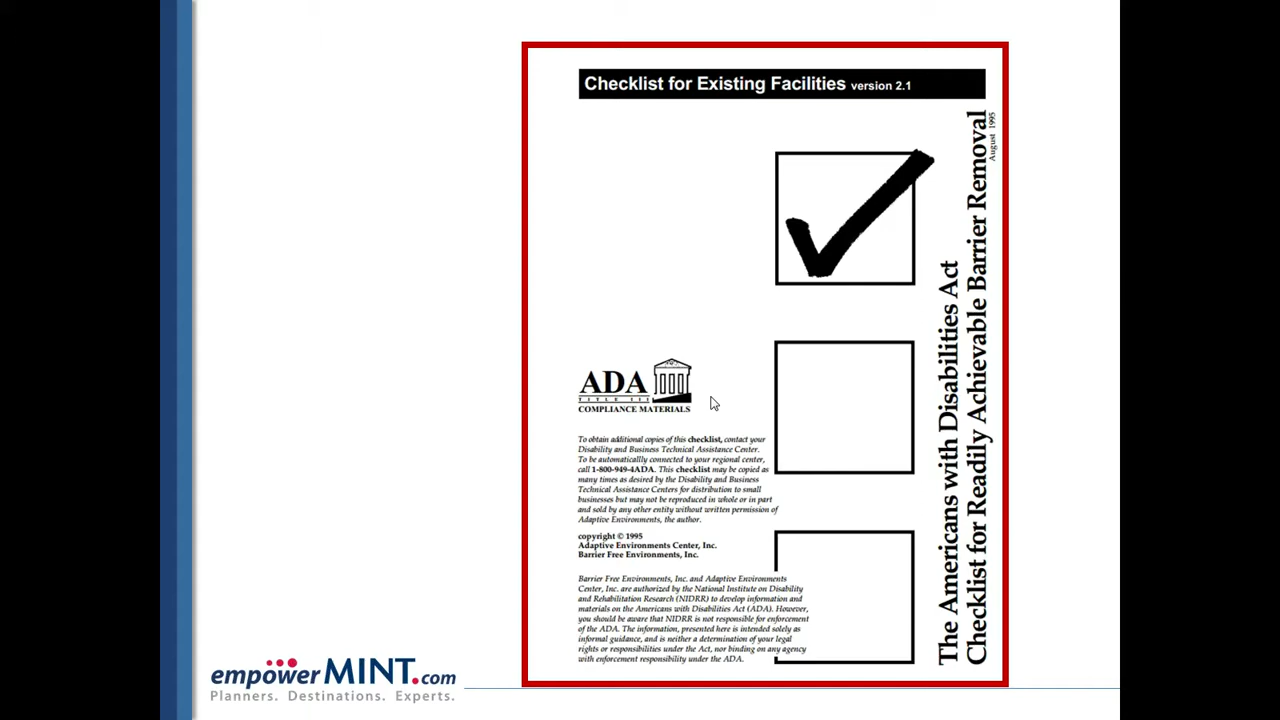 Checklist for Existing Facilities version 2.1
August 1995
The Americans with Disabilities Act
Checklist for Readily Achievable Barrier Removal
ADA
TITLE III
COMPLIANCE MATERIALS
To obtain additional copies of this checklist, contact your
Disability and Business Technical Assistance Center.
To be automaticallly connected to your regional center,
call 1-800-949-4ADA. This checklist may be copied as
many times as desired by the Disability and Business
Technical Assistance Centers for distribution to small
businesses but may not be reproduced in whole or in part
and sold by any other entity without written permission of
Adaptive Environments, the author.
copyright © 1995
Adaptive Environments Center, Inc.
Barrier Free Environments, Inc.
Barrier Free Environments, Inc. and Adaptive Environments
Center, Inc. are authorized by the National Institute on Disability
and Rehabilitation Research (NIDRR) to develop information and
materials on the Americans with Disabilities Act (ADA). However,
you should be aware that NIDRR is not responsible for enforcement
of the ADA. The information, presented here is intended solely as
informal guidance, and is neither a determination of your legal
rights or responsibilities under the Act, nor binding on any agency
with enforcement responsibility under the ADA.
empowerMINT.com
Planners. Destinations. Experts.